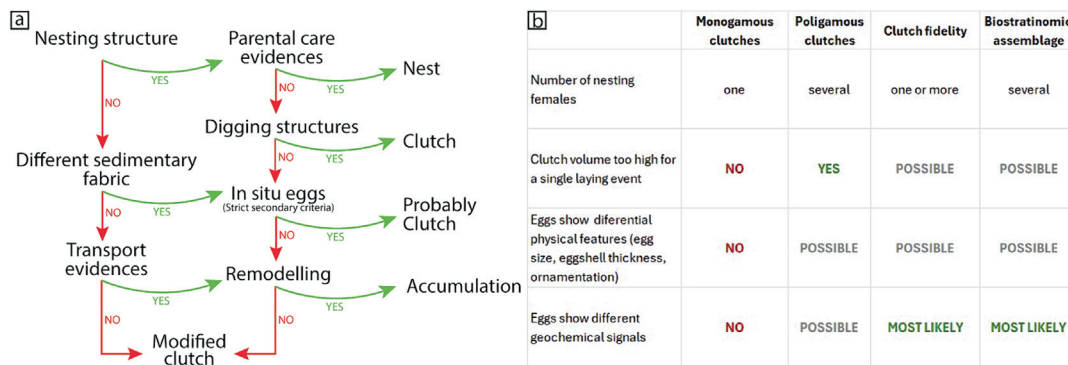 a
Nesting structure
Parental care
evidences
YES
Nest
NO
YES
NO
Digging structures
Clutch
YES
Different sedimentary
fabric
NO
In situ eggs
(Strict secondary criteria)
YES
NO
Probably
Clutch
NO
YES
Transport
evidences
Remodelling
YES
Accumulation
NO
NO
YES
Modified
clutch
b
Monogamous
clutches
Poligamous
clutches
Clutch fidelity
Biostratinomic
assemblage
Number of nesting
females
one
several
one or more
several
Clutch volume too high for
a single laying event
NO
YES
POSSIBLE
POSSIBLE
Eggs show diferential
physical features (egg
size, eggshell thickness,
ornamentation)
NO
POSSIBLE
POSSIBLE
POSSIBLE
Eggs show different
geochemical signals
NO
POSSIBLE
MOST LIKELY
MOST LIKELY